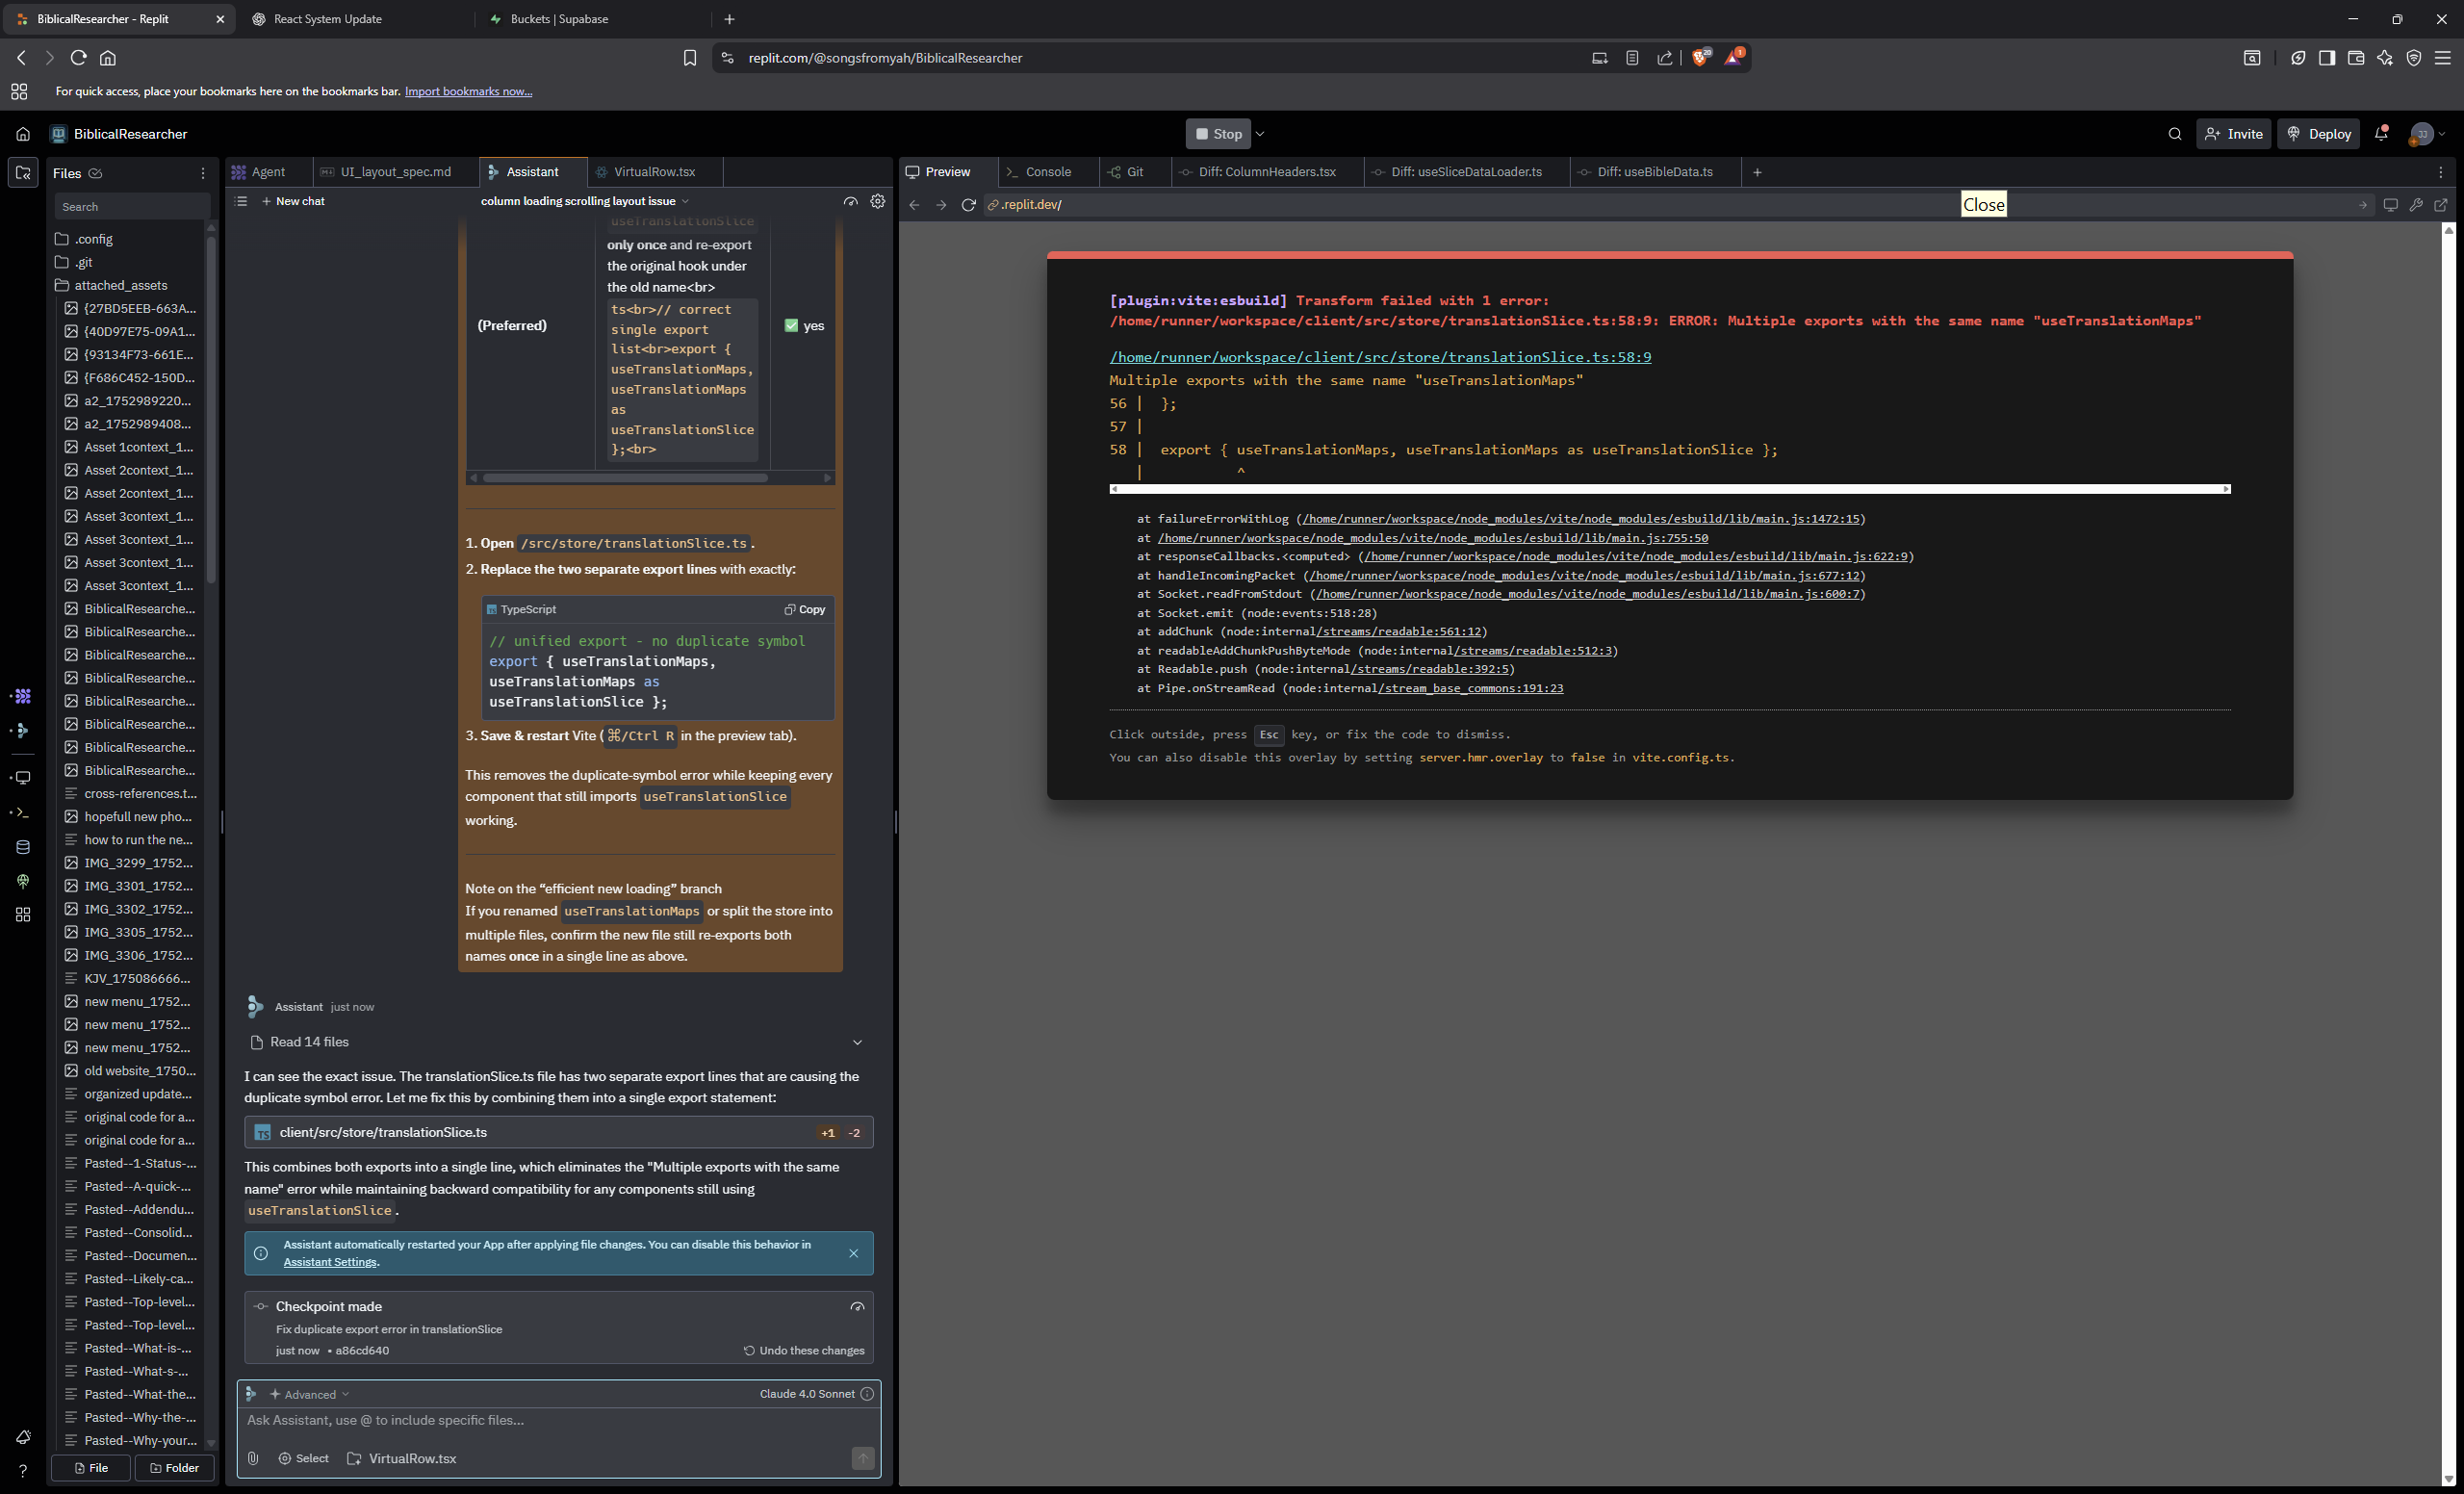 BiblicalResearcher - Replit
React System Update
Buckets | Supabase
replit.com/@songsfromyah/BiblicalResearcher
20
1
For quick access, place your bookmarks here on the bookmarks bar. Import bookmarks now...
BiblicalResearcher
Stop
Invite
Deploy
JJ
Files
Search
.config
.git
attached_assets
{27BD5EEB-663A...
{40D97E75-09A1...
{93134F73-661E...
{F686C452-150D...
a2_1752989220...
a2_1752989408...
Asset 1context_1...
Asset 2context_1...
Asset 2context_1...
Asset 3context_1...
Asset 3context_1...
Asset 3context_1...
Asset 3context_1...
BiblicalResearche...
BiblicalResearche...
BiblicalResearche...
BiblicalResearche...
BiblicalResearche...
BiblicalResearche...
BiblicalResearche...
BiblicalResearche...
cross-references.t...
hopefull new pho...
how to run the ne...
IMG_3299_1752...
IMG_3301_1752...
IMG_3302_1752...
IMG_3305_1752...
IMG_3306_1752...
KJV_175086666...
new menu_1752...
new menu_1752...
new menu_1752...
old website_1750...
organized update...
original code for a...
original code for a...
Pasted--1-Status-...
Pasted--A-quick-...
Pasted--Addendu...
Pasted--Consolid...
Pasted--Documen...
Pasted--Likely-ca...
Pasted--Top-level...
Pasted--Top-level...
Pasted--What-is-...
Pasted--What-s-...
Pasted--What-the...
Pasted--Why-the-...
Pasted--Why-your...
File
Folder
Agent
UI_layout_spec.md
Assistant
VirtualRow.tsx
New chat
column loading scrolling layout issue
useTranslationSlice
only once and re-export
the original hook under
the old name<br>
ts<br>// correct
single export
list<br>export {
useTranslationMaps,
useTranslationMaps
as
useTranslationSlice
};<br>
(Preferred)
✅ yes
1. Open /src/store/translationSlice.ts.
2. Replace the two separate export lines with exactly:
TypeScript
Copy
// unified export - no duplicate symbol
export { useTranslationMaps,
useTranslationMaps as
useTranslationSlice };
3. Save & restart Vite (⌘/Ctrl R in the preview tab).
This removes the duplicate-symbol error while keeping every
component that still imports useTranslationSlice
working.
Note on the “efficient new loading” branch
If you renamed useTranslationMaps or split the store into
multiple files, confirm the new file still re-exports both
names once in a single line as above.
Assistant just now
Read 14 files
I can see the exact issue. The translationSlice.ts file has two separate export lines that are causing the
duplicate symbol error. Let me fix this by combining them into a single export statement:
TS client/src/store/translationSlice.ts +1 -2
This combines both exports into a single line, which eliminates the "Multiple exports with the same
name" error while maintaining backward compatibility for any components still using
useTranslationSlice.
Assistant automatically restarted your App after applying file changes. You can disable this behavior in
Assistant Settings.
Checkpoint made
Fix duplicate export error in translationSlice
just now • a86cd640
Undo these changes
Advanced
Claude 4.0 Sonnet
Ask Assistant, use @ to include specific files...
Select
VirtualRow.tsx
Preview
Console
Git
Diff: ColumnHeaders.tsx
Diff: useSliceDataLoader.ts
Diff: useBibleData.ts
.replit.dev/
Close
[plugin:vite:esbuild] Transform failed with 1 error:
/home/runner/workspace/client/src/store/translationSlice.ts:58:9: ERROR: Multiple exports with the same name "useTranslationMaps"
/home/runner/workspace/client/src/store/translationSlice.ts:58:9
Multiple exports with the same name "useTranslationMaps"
56 | };
57 |
58 | export { useTranslationMaps, useTranslationMaps as useTranslationSlice };
| ^
at failureErrorWithLog (/home/runner/workspace/node_modules/vite/node_modules/esbuild/lib/main.js:1472:15)
at /home/runner/workspace/node_modules/vite/node_modules/esbuild/lib/main.js:755:50
at responseCallbacks.<computed> (/home/runner/workspace/node_modules/vite/node_modules/esbuild/lib/main.js:622:9)
at handleIncomingPacket (/home/runner/workspace/node_modules/vite/node_modules/esbuild/lib/main.js:677:12)
at Socket.readFromStdout (/home/runner/workspace/node_modules/vite/node_modules/esbuild/lib/main.js:600:7)
at Socket.emit (node:events:518:28)
at addChunk (node:internal/streams/readable:561:12)
at readableAddChunkPushByteMode (node:internal/streams/readable:512:3)
at Readable.push (node:internal/streams/readable:392:5)
at Pipe.onStreamRead (node:internal/stream_base_commons:191:23
Click outside, press Esc key, or fix the code to dismiss.
You can also disable this overlay by setting server.hmr.overlay to false in vite.config.ts.